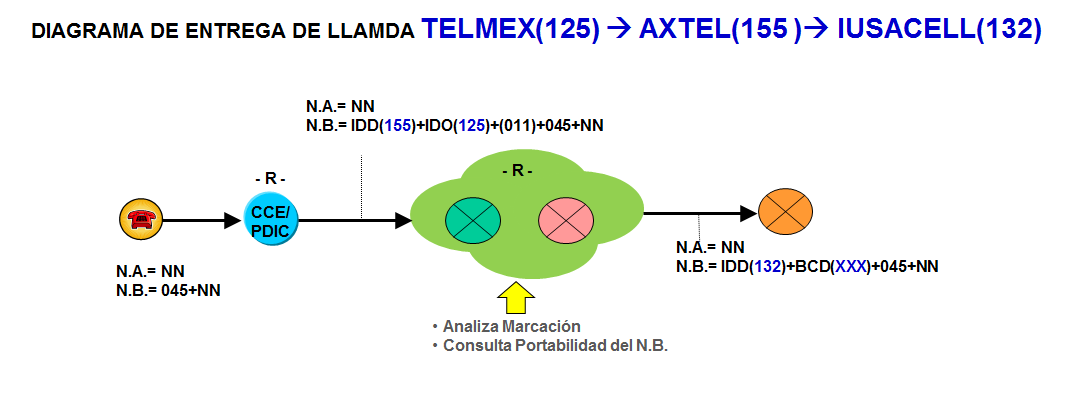 DIAGRAMA DE ENTREGA DE LLAMDA TELMEX(125) → AXTEL(155 )→ IUSACELL(132)
N.A.= NN
N.B.= IDD(155)+IDO(125)+(011)+045+NN
- R -
- R -
CCE/
PDIC
N.A.= NN
N.B.= 045+NN
N.A.= NN
N.B.= IDD(132)+BCD(XXX)+045+NN
• Analiza Marcación
• Consulta Portabilidad del N.B.